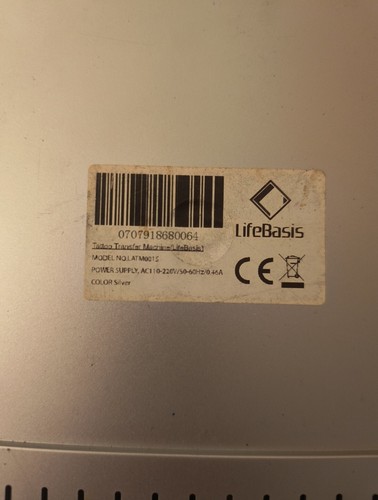 0707918680064
Tattoo Transfer Machine(LifeBasis)
MODEL NO:LATM001S
POWER SUPPLY, AC110-220V/50-60Hz/0.46A
COLOR Silver
LifeBasis
CE